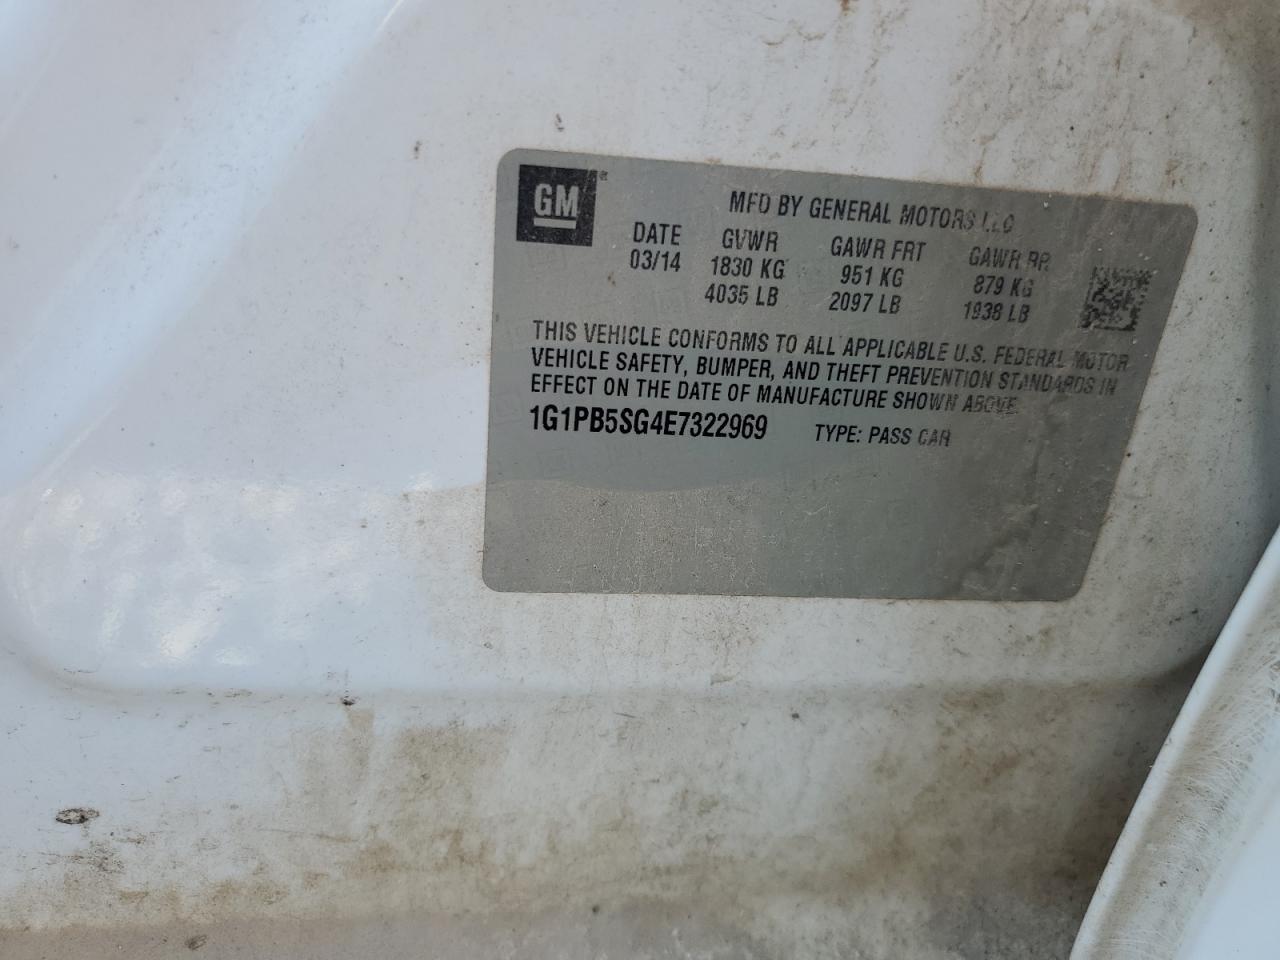 GM®
MFD BY GENERAL MOTORS LLC
DATE GVWR GAWR FRT GAWR RR
03/14 1830 KG 951 KG 879 KG
4035 LB 2097 LB 1938 LB
THIS VEHICLE CONFORMS TO ALL APPLICABLE U.S. FEDERAL MOTOR
VEHICLE SAFETY, BUMPER, AND THEFT PREVENTION STANDARDS IN
EFFECT ON THE DATE OF MANUFACTURE SHOWN ABOVE.
1G1PB5SG4E7322969 TYPE: PASS CAR